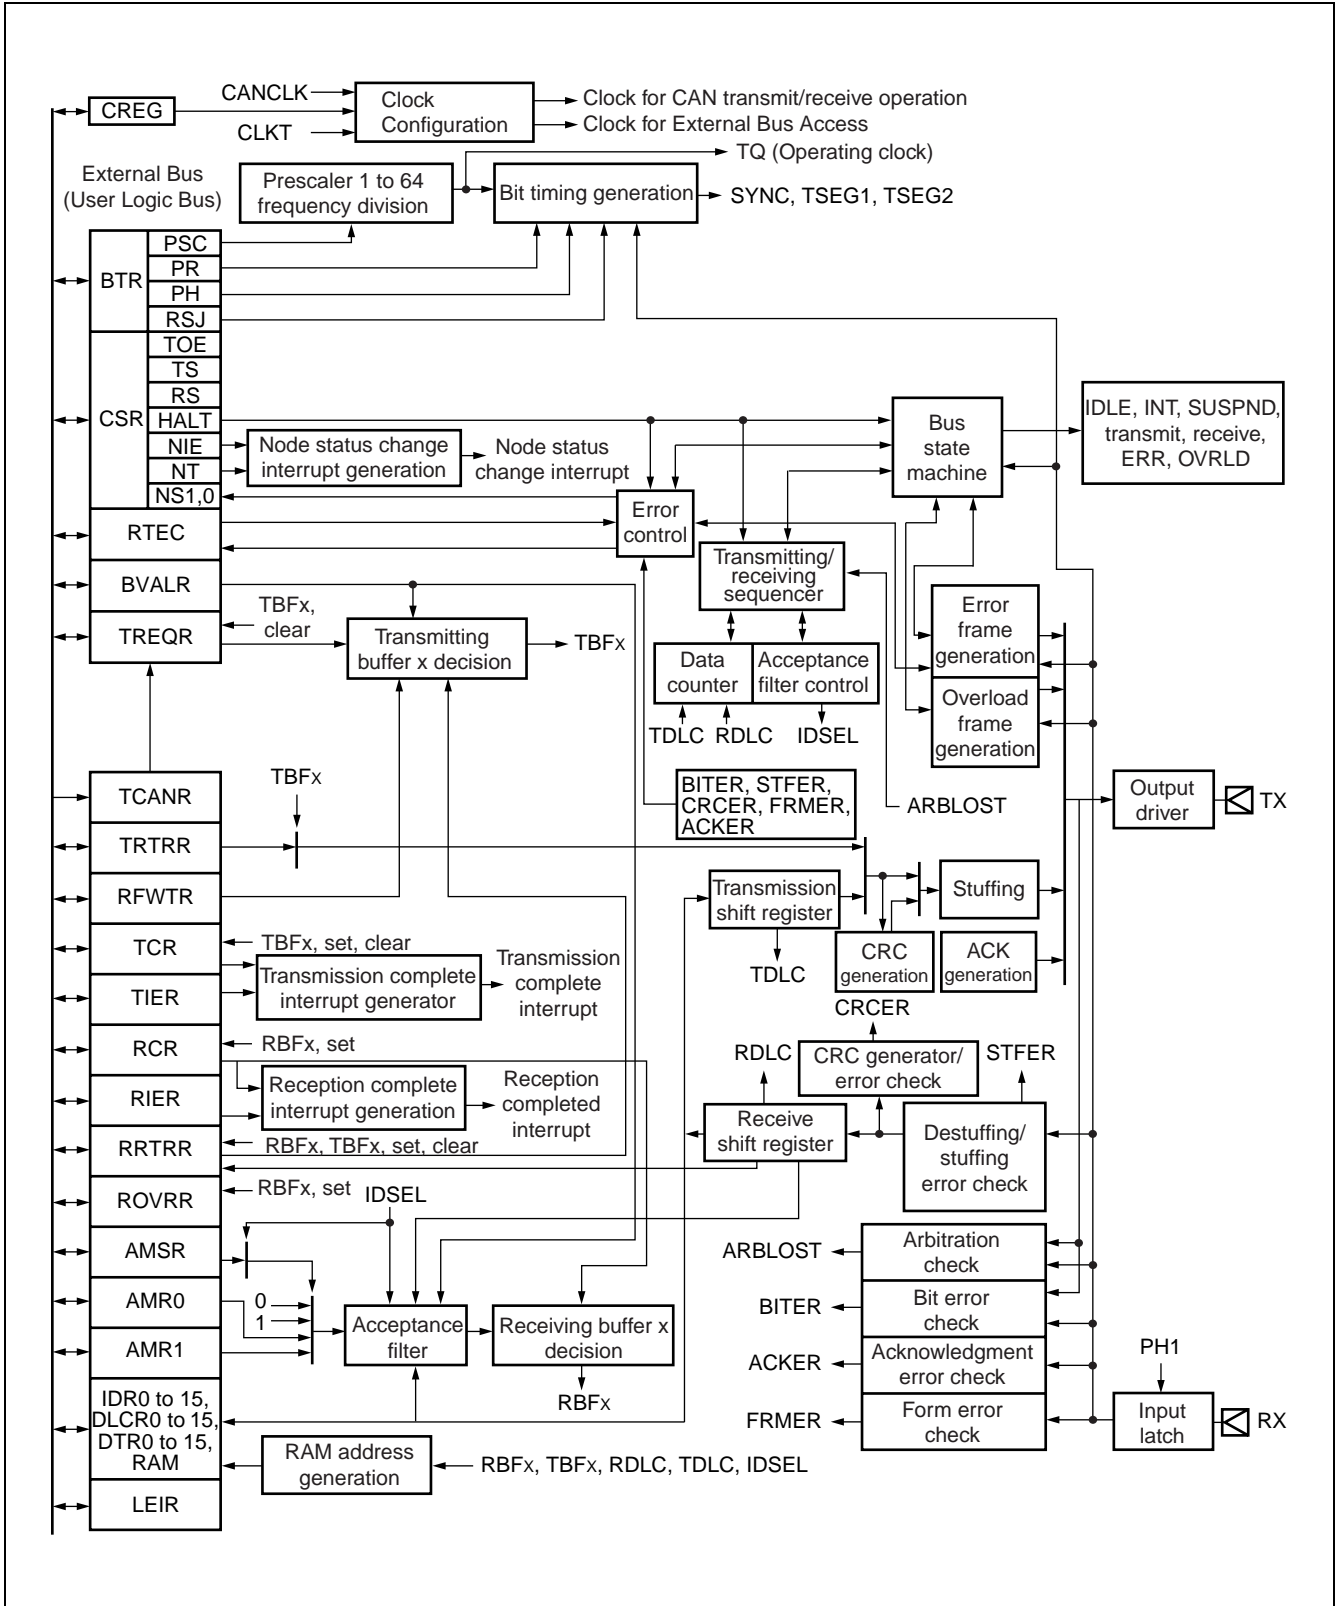 CREG
CANCLK
CLKT
Clock
Configuration
Clock for CAN transmit/receive operation
Clock for External Bus Access
TQ (Operating clock)
External Bus
(User Logic Bus)
Prescaler 1 to 64
frequency division
Bit timing generation
SYNC, TSEG1, TSEG2
BTR
PSC
PR
PH
RSJ
CSR
TOE
TS
RS
HALT
NIE
NT
NS1,0
Node status change
interrupt generation
Node status
change interrupt
Bus
state
machine
IDLE, INT, SUSPND,
transmit, receive,
ERR, OVRLD
RTEC
Error
control
Transmitting/
receiving
sequencer
BVALR
TREQR
TBFx,
clear
Transmitting
buffer x decision
TBFx
Data
counter
Acceptance
filter control
TDLC
RDLC
IDSEL
Error
frame
generation
Overload
frame
generation
TCANR
TBFx
BITER, STFER,
CRCER, FRMER,
ACKER
ARBLOST
Output
driver
TX
TRTRR
RFWTR
Transmission
shift register
TDLC
Stuffing
CRC
generation
ACK
generation
TCR
TBFx, set, clear
TIER
Transmission complete
interrupt generator
Transmission
complete
interrupt
RCR
RBFx, set
RIER
Reception complete
interrupt generation
Reception
completed
interrupt
CRCER
RDLC
CRC generator/
error check
STFER
Receive
shift register
Destuffing/
stuffing
error check
RRTRR
RBFx, TBFx, set, clear
ROVRR
RBFx, set
IDSEL
AMSR
AMR0
0
1
AMR1
Acceptance
filter
Receiving buffer x
decision
RBFx
ARBLOST
Arbitration
check
BITER
Bit error
check
ACKER
Acknowledgment
error check
FRMER
Form error
check
PH1
Input
latch
RX
IDR0 to 15,
DLCR0 to 15,
DTR0 to 15,
RAM
RAM address
generation
RBFx, TBFx, RDLC, TDLC, IDSEL
LEIR